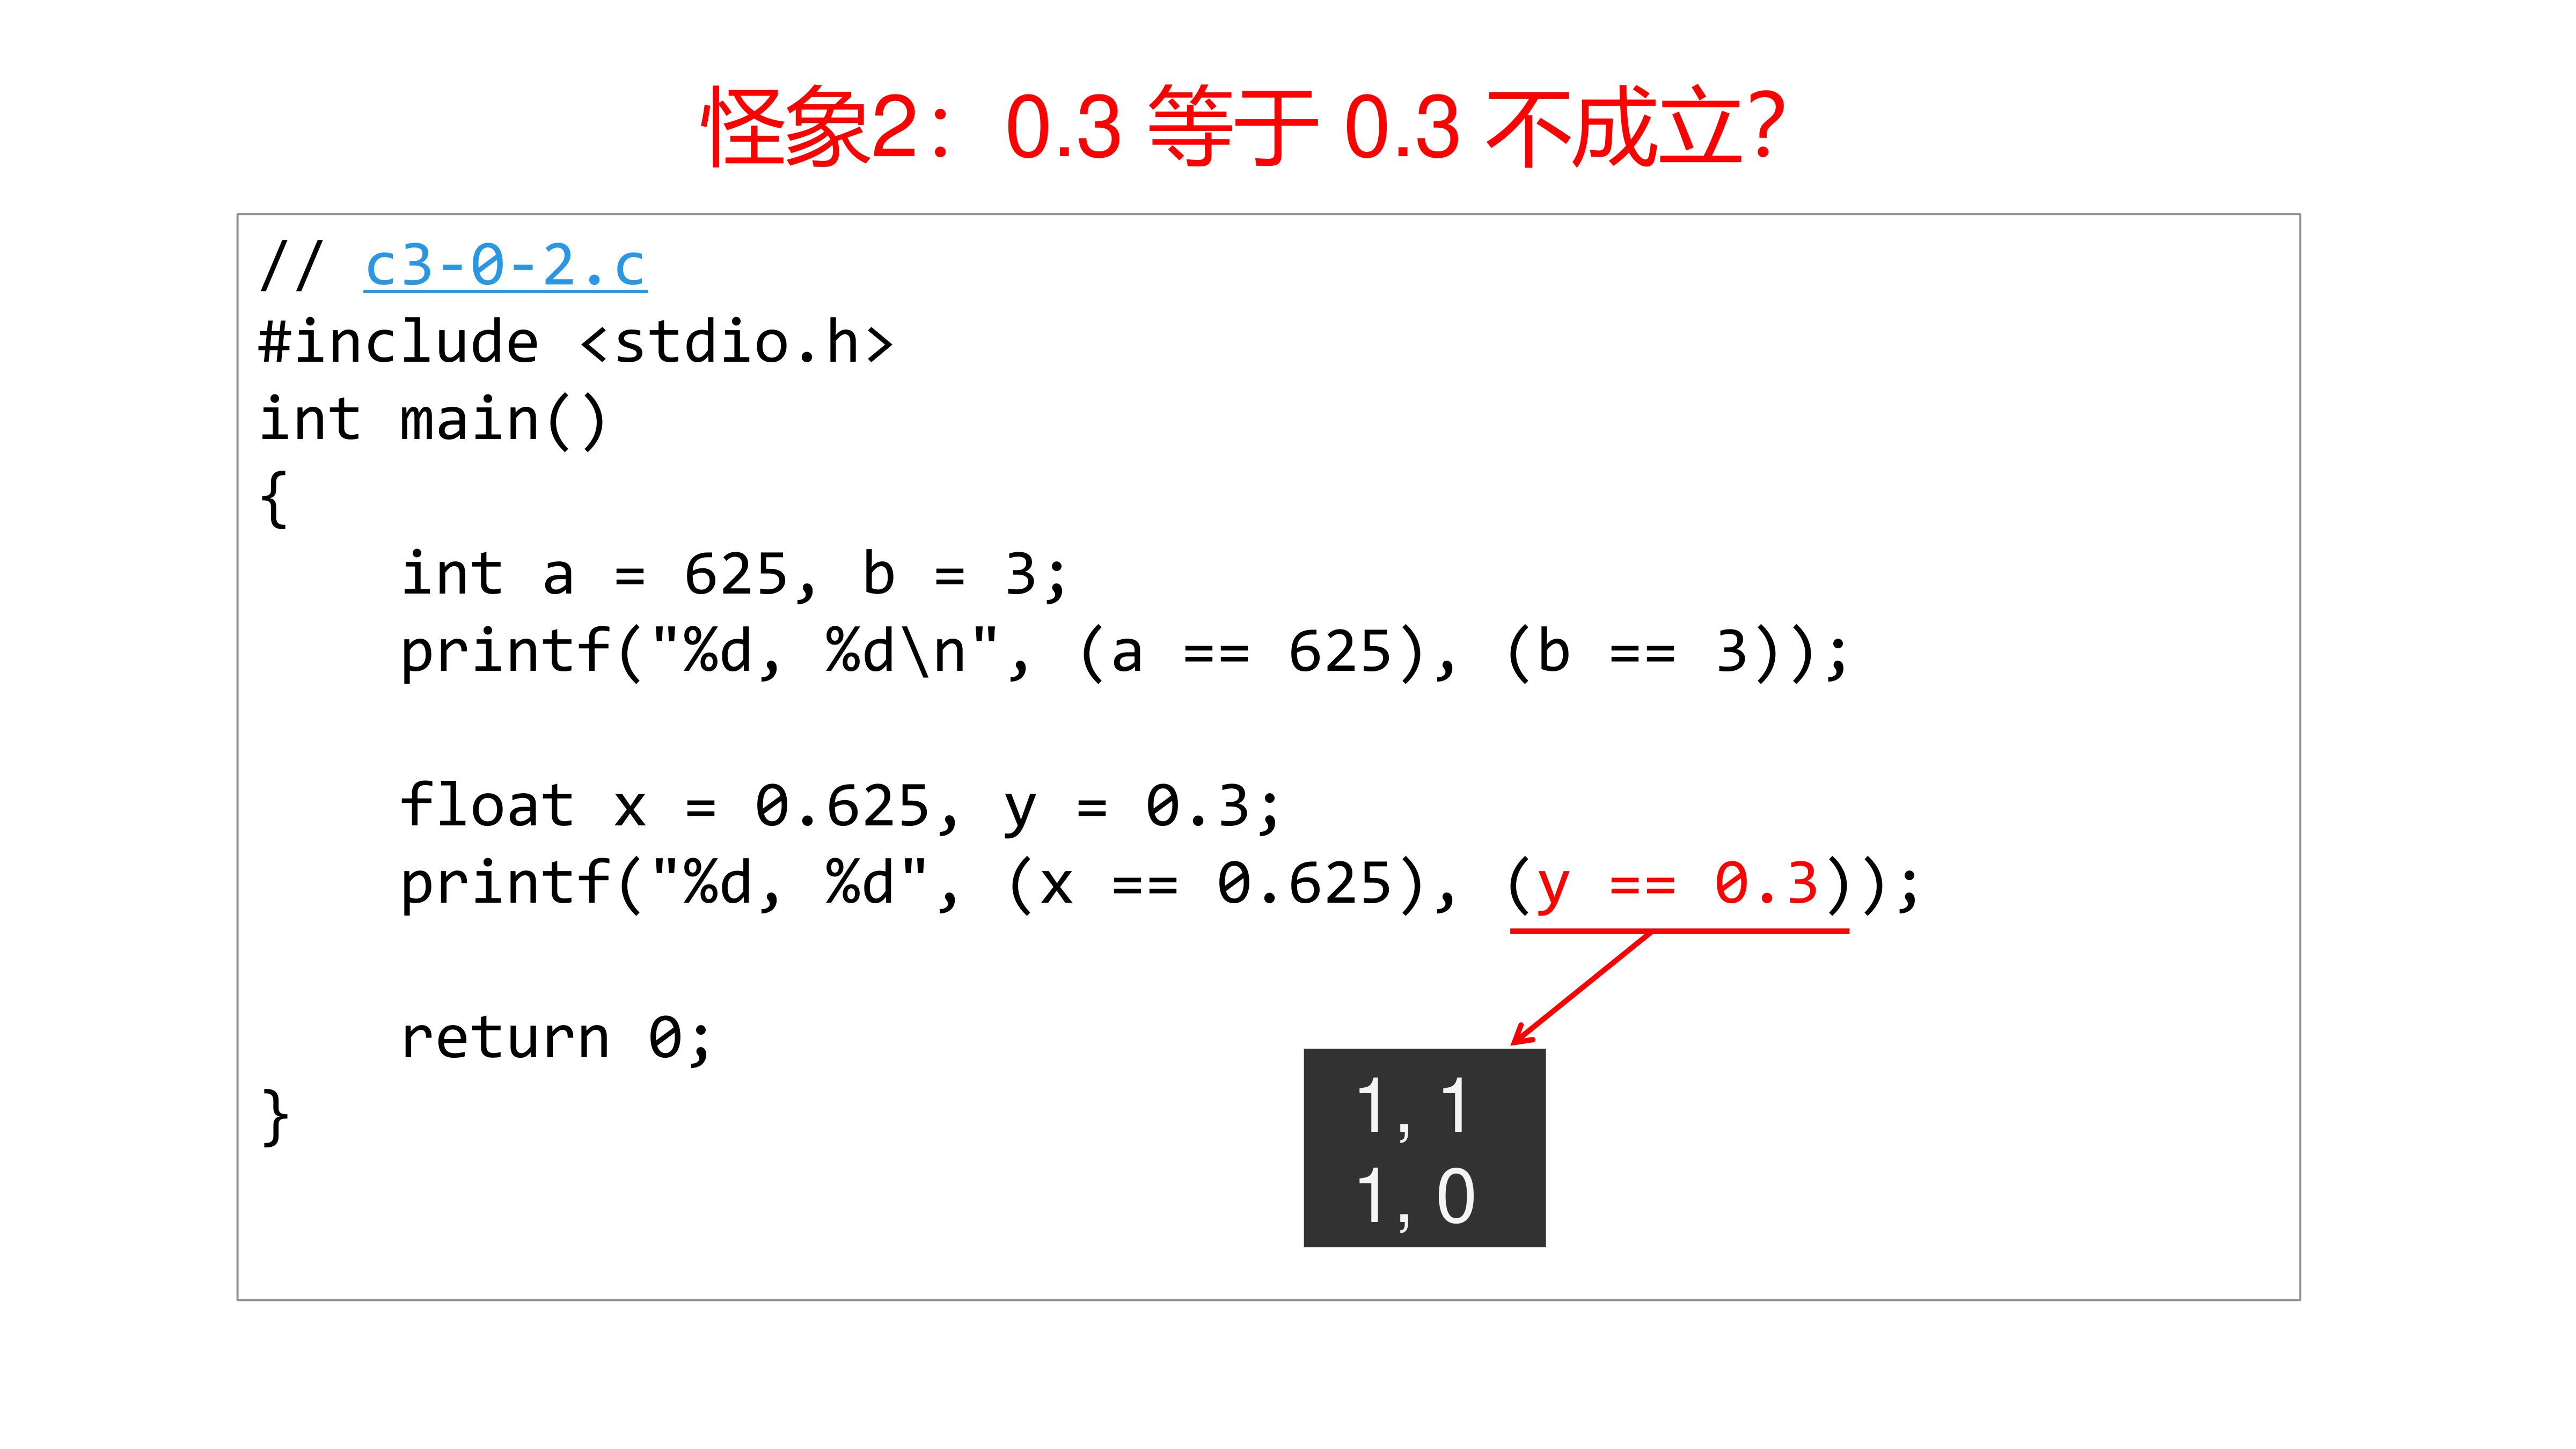 怪象2：0.3 等于 0.3 不成立？
// c3-0-2.c
#include <stdio.h>
int main()
{
    int a = 625, b = 3;
    printf("%d, %d\n", (a == 625), (b == 3));
    float x = 0.625, y = 0.3;
    printf("%d, %d", (x == 0.625), (y == 0.3));
    return 0;
}
1, 1
1, 0